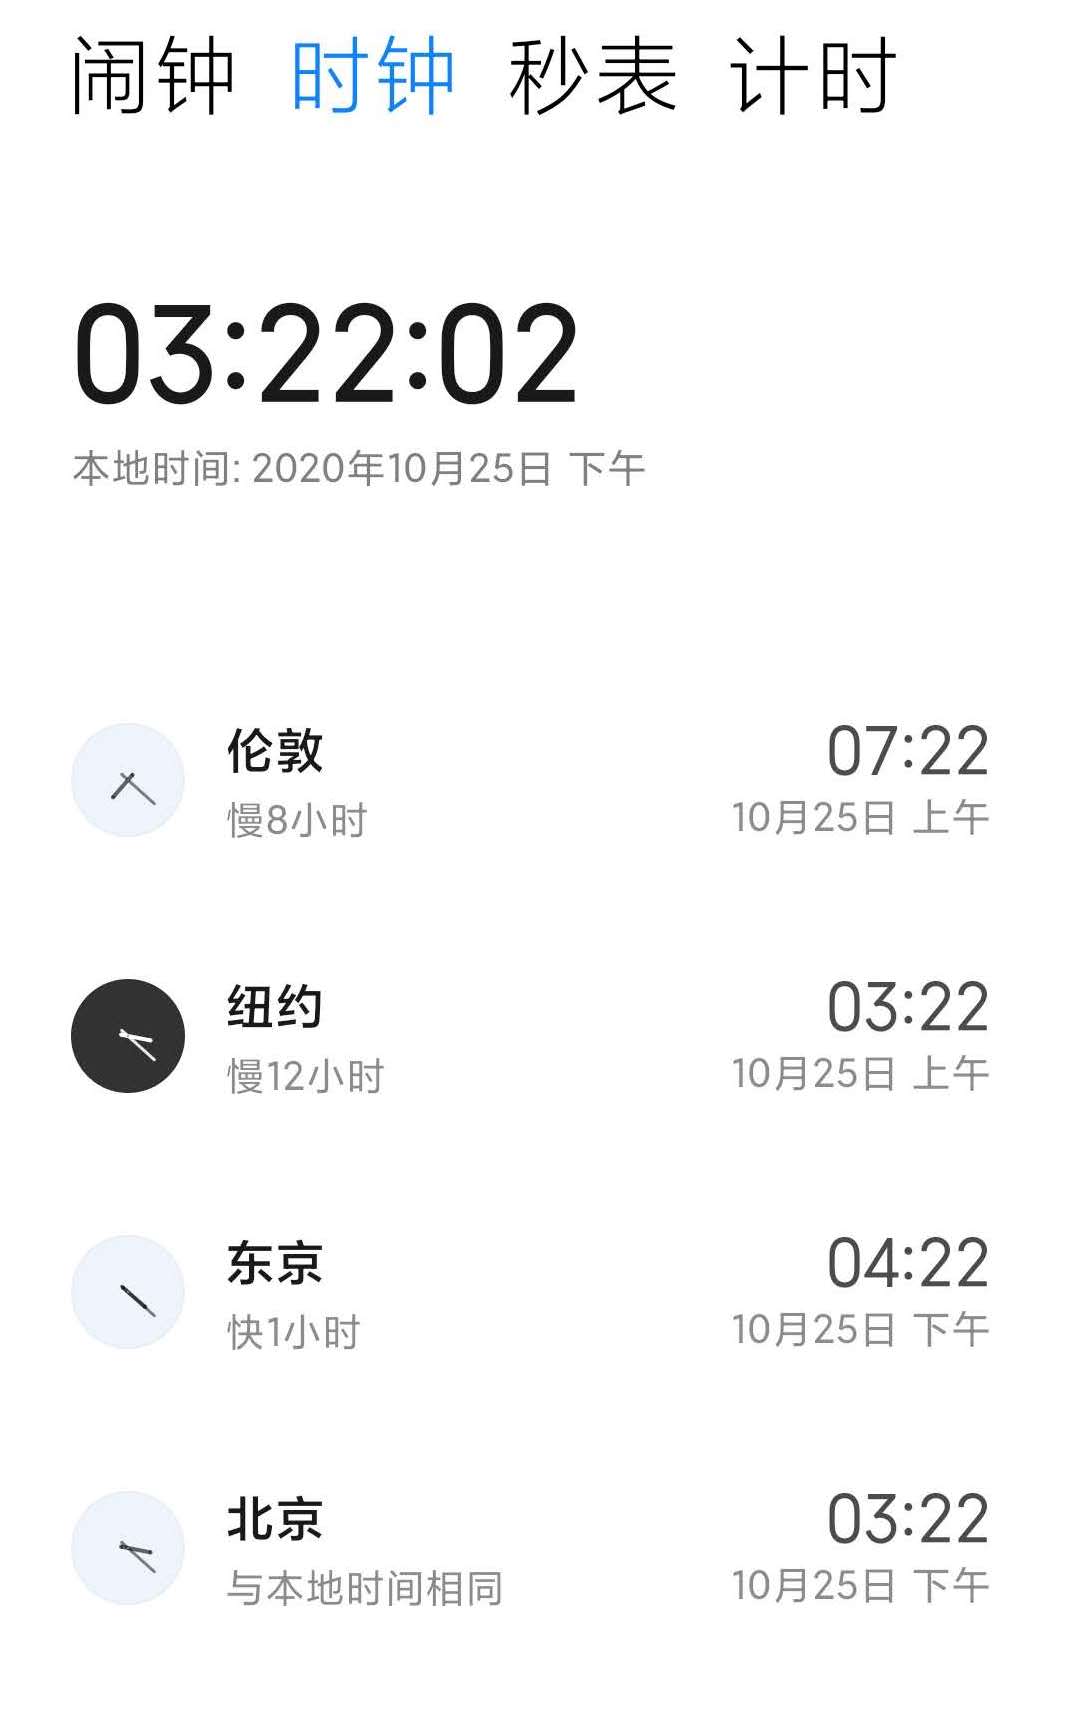 闹钟 时钟 秒表 计时
03:22:02
本地时间: 2020年10月25日 下午
伦敦 07:22
慢8小时 10月25日 上午
纽约 03:22
慢12小时 10月25日 上午
东京 04:22
快1小时 10月25日 下午
北京 03:22
与本地时间相同 10月25日 下午